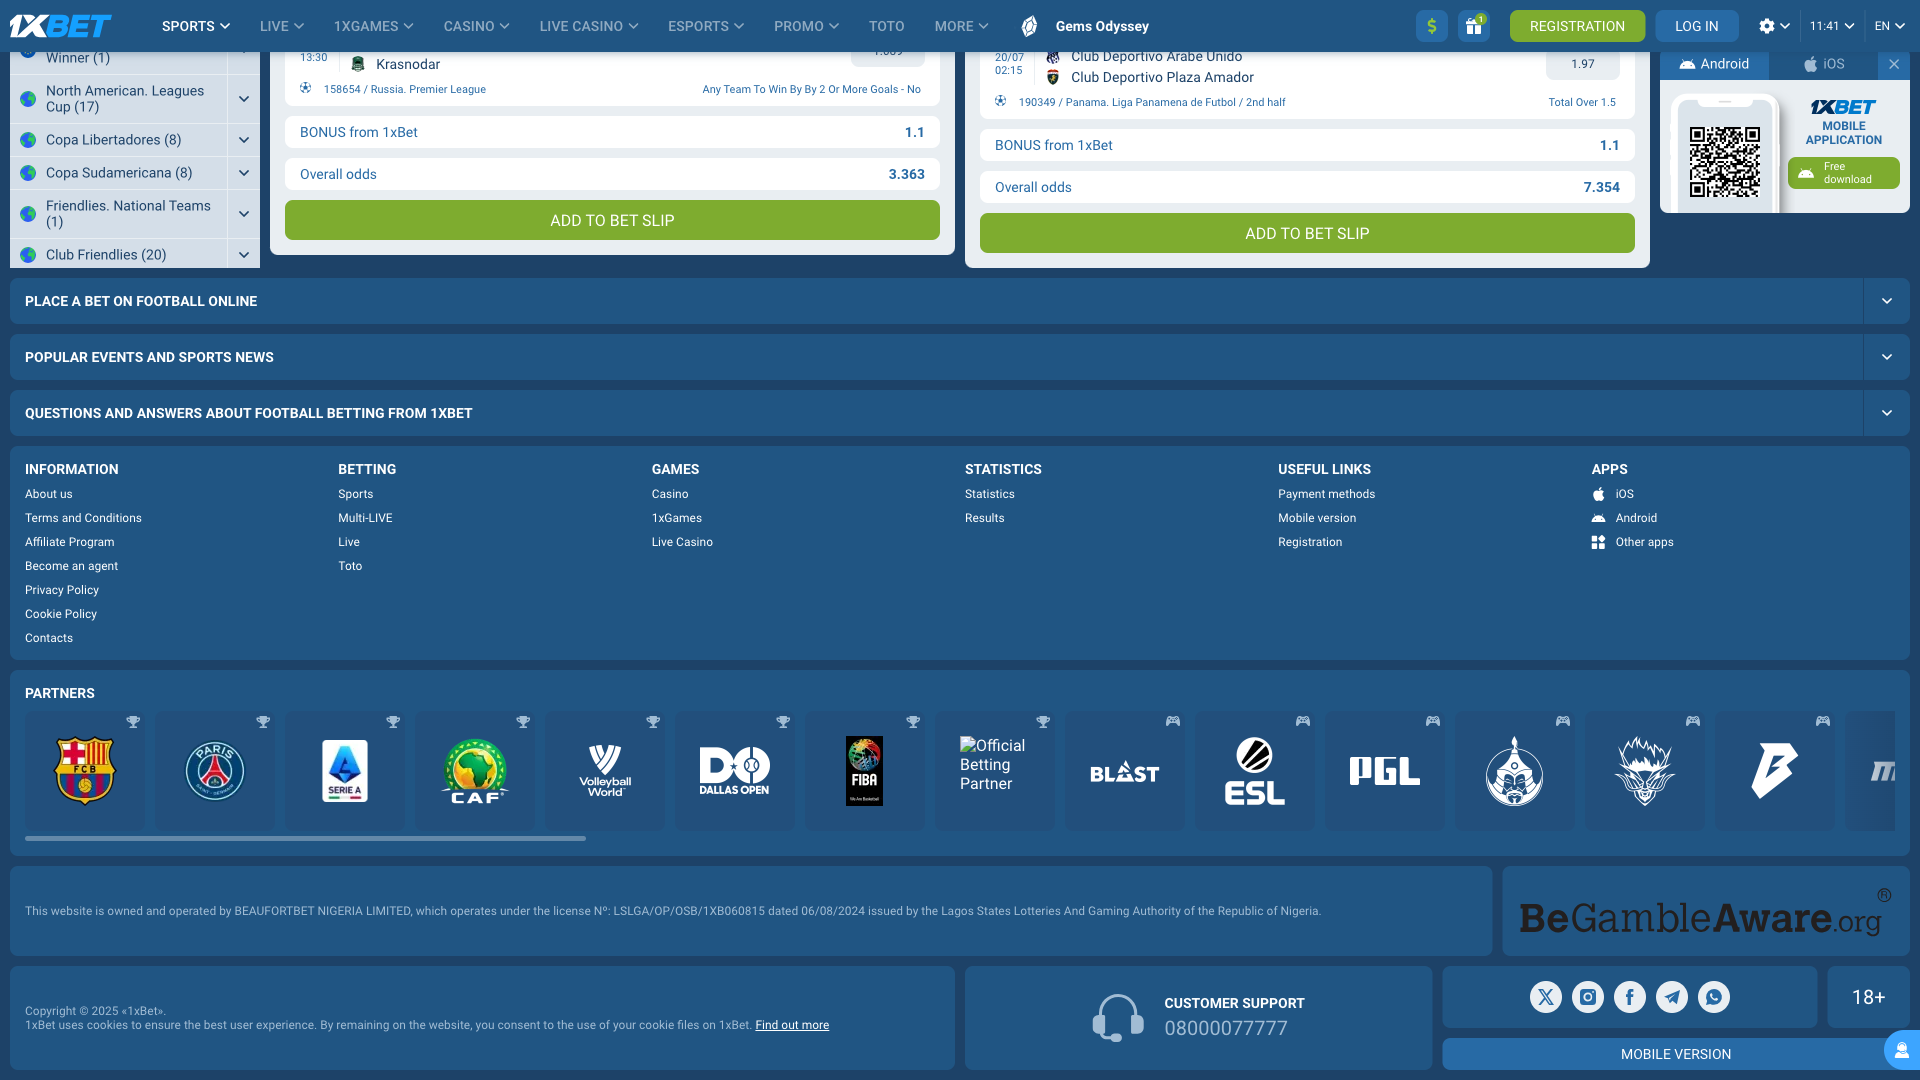 1XBET
SPORTS
LIVE
1XGAMES
CASINO
LIVE CASINO
ESPORTS
PROMO
TOTO
MORE
Gems Odyssey
$
1
REGISTRATION
LOG IN
11:41
EN
Winner (1)
North American. Leagues
Cup (17)
Copa Libertadores (8)
Copa Sudamericana (8)
Friendlies. National Teams
(1)
Club Friendlies (20)
13:30
Krasnodar
158654 / Russia. Premier League
Any Team To Win By By 2 Or More Goals - No
BONUS from 1xBet
1.1
Overall odds
3.363
ADD TO BET SLIP
20/07
02:15
Club Deportivo Arabe Unido
Club Deportivo Plaza Amador
1.97
190349 / Panama. Liga Panamena de Futbol / 2nd half
Total Over 1.5
BONUS from 1xBet
1.1
Overall odds
7.354
ADD TO BET SLIP
Android
iOS
1XBET
MOBILE
APPLICATION
Free
download
PLACE A BET ON FOOTBALL ONLINE
POPULAR EVENTS AND SPORTS NEWS
QUESTIONS AND ANSWERS ABOUT FOOTBALL BETTING FROM 1XBET
INFORMATION
About us
Terms and Conditions
Affiliate Program
Become an agent
Privacy Policy
Cookie Policy
Contacts
BETTING
Sports
Multi-LIVE
Live
Toto
GAMES
Casino
1xGames
Live Casino
STATISTICS
Statistics
Results
USEFUL LINKS
Payment methods
Mobile version
Registration
APPS
iOS
Android
Other apps
PARTNERS
FCB
PARIS
SAINT-GERMAIN
SERIE A
CAF
Volleyball
World
DO
DALLAS OPEN
FIBA
We Are Basketball
Official
Betting
Partner
BLAST
ESL
PGL
This website is owned and operated by BEAUFORTBET NIGERIA LIMITED, which operates under the license Nº: LSLGA/OP/OSB/1XB060815 dated 06/08/2024 issued by the Lagos States Lotteries And Gaming Authority of the Republic of Nigeria.
BeGambleAware.org®
Copyright © 2025 «1xBet».
1xBet uses cookies to ensure the best user experience. By remaining on the website, you consent to the use of your cookie files on 1xBet. Find out more
CUSTOMER SUPPORT
08000077777
18+
MOBILE VERSION